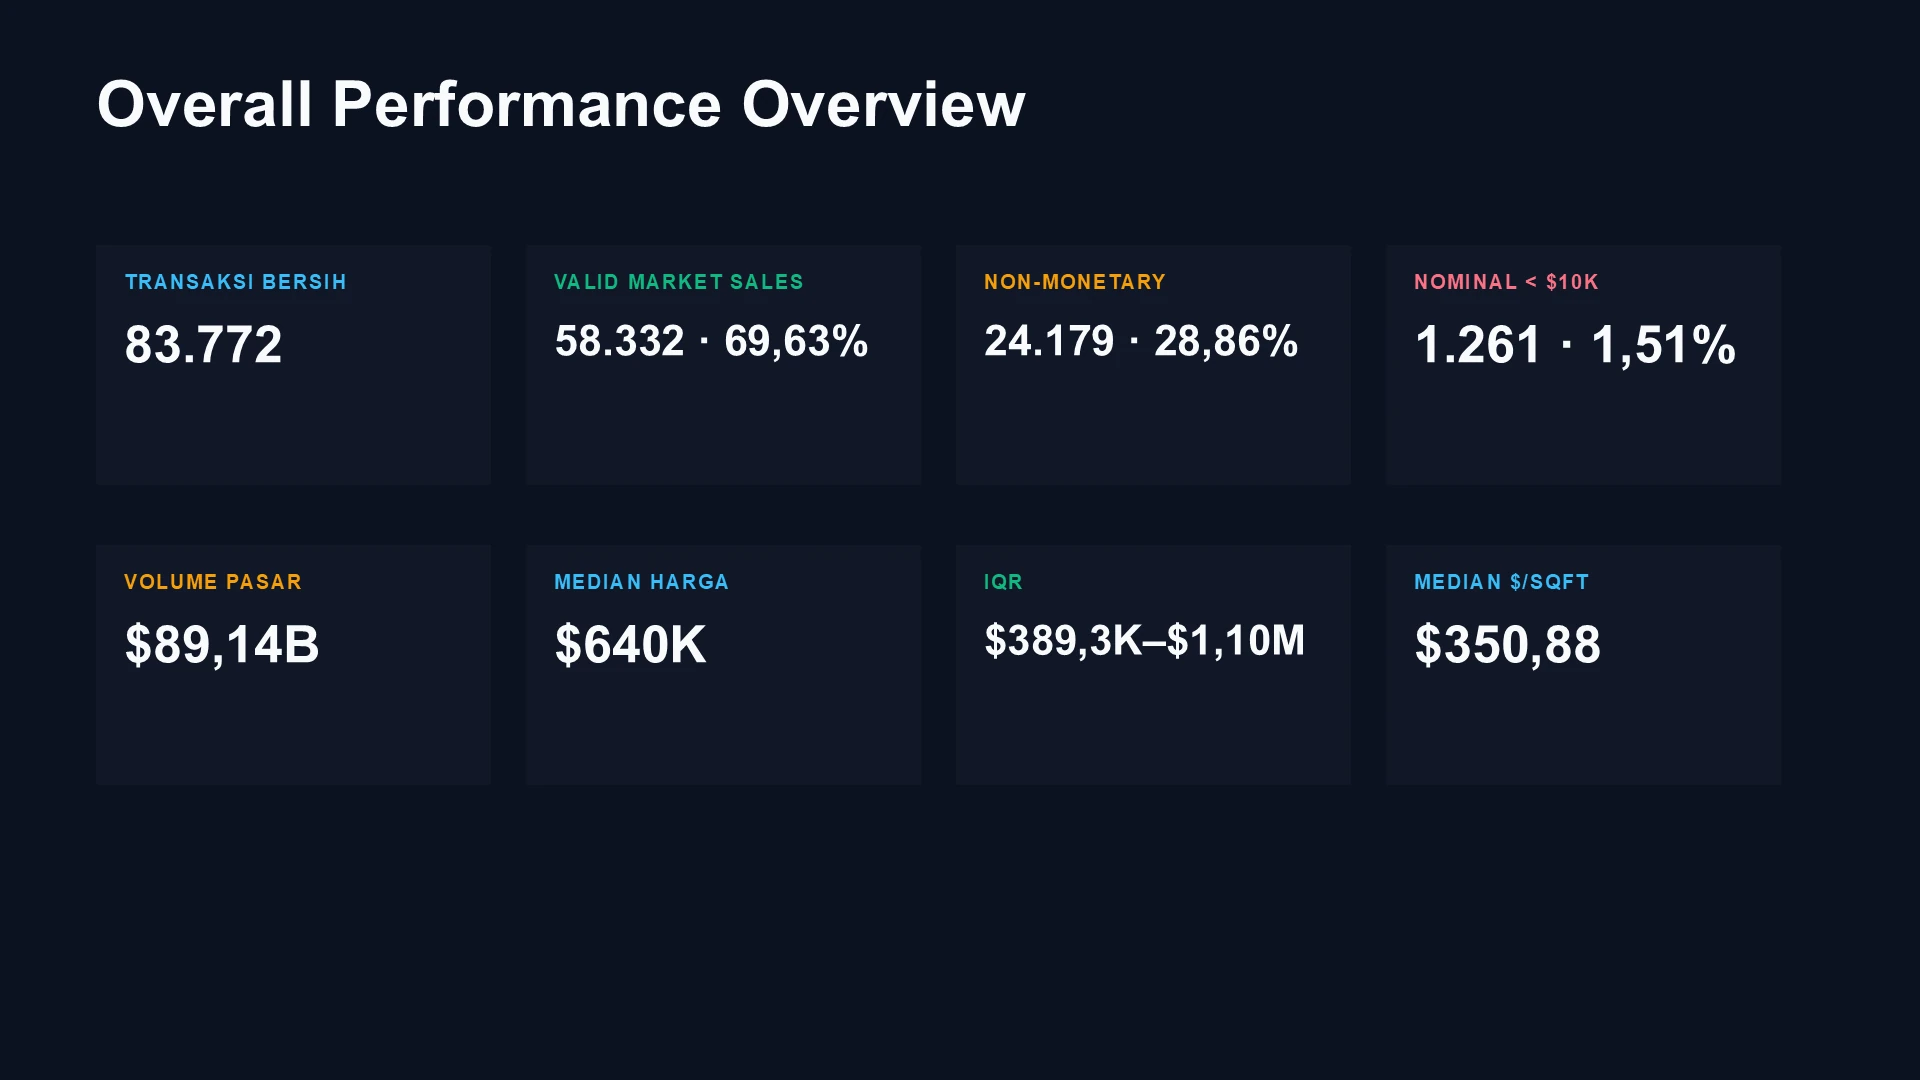 Overall Performance Overview
TRANSAKSI BERSIH
83.772
VALID MARKET SALES
58.332 · 69,63%
NON-MONETARY
24.179 · 28,86%
NOMINAL < $10K
1.261 · 1,51%
VOLUME PASAR
$89,14B
MEDIAN HARGA
$640K
IQR
$389,3K–$1,10M
MEDIAN $/SQFT
$350,88